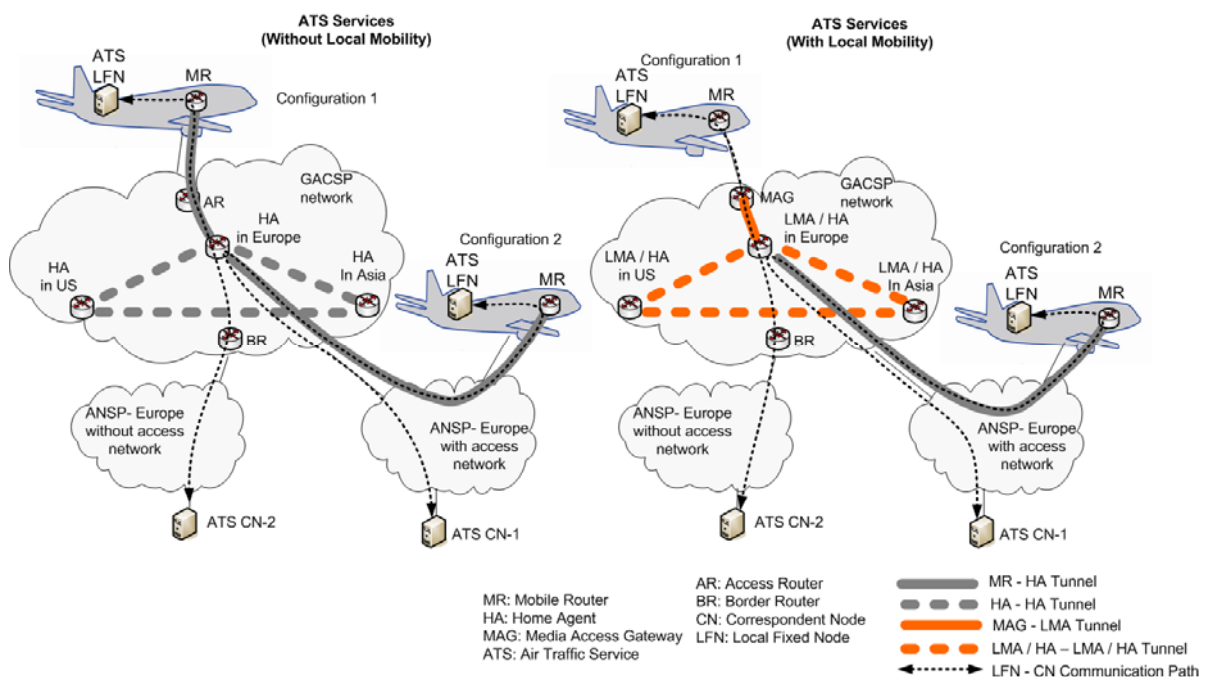 ATS Services
(Without Local Mobility)
ATS
LFN
MR
Configuration 1
GACSP
network
AR
HA
in Europe
HA
in US
HA
In Asia
Configuration 2
ATS
LFN
MR
BR
ANSP- Europe
without access
network
ANSP- Europe
with access
network
ATS CN-2
ATS CN-1
ATS Services
(With Local Mobility)
Configuration 1
ATS
LFN
MR
MAG
GACSP
network
LMA / HA
in Europe
LMA / HA
in US
LMA / HA
In Asia
Configuration 2
ATS
LFN
MR
BR
ANSP- Europe
without access
network
ANSP- Europe
with access
network
ATS CN-2
ATS CN-1
MR: Mobile Router
HA: Home Agent
MAG: Media Access Gateway
ATS: Air Traffic Service
AR: Access Router
BR: Border Router
CN: Correspondent Node
LFN: Local Fixed Node
MR - HA Tunnel
HA - HA Tunnel
MAG - LMA Tunnel
LMA / HA – LMA / HA Tunnel
LFN - CN Communication Path